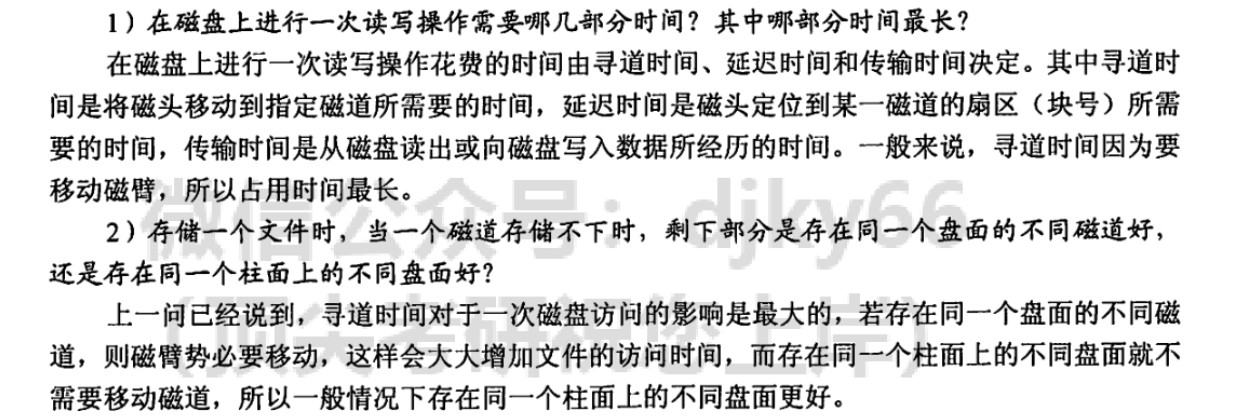 1）在磁盘上进行一次读写操作需要哪几部分时间？其中哪部分时间最长？
在磁盘上进行一次读写操作花费的时间由寻道时间、延迟时间和传输时间决定。其中寻道时
间是将磁头移动到指定磁道所需要的时间，延迟时间是磁头定位到某一磁道的扇区（块号）所需
要的时间，传输时间是从磁盘读出或向磁盘写入数据所经历的时间。一般来说，寻道时间因为要
移动磁臂，所以占用时间最长。
微信公众号：djky66
2）存储一个文件时，当一个磁道存储不下时，剩下部分是存在同一个盘面的不同磁道好，
还是存在同一个柱面上的不同盘面好？
上一问已经说到，寻道时间对于一次磁盘访问的影响是最大的，若存在同一个盘面的不同磁
（顶尖考研祝您上岸）
道，则磁臂势必要移动，这样会大大增加文件的访问时间，而存在同一个柱面上的不同盘面就不
需要移动磁道，所以一般情况下存在同一个柱面上的不同盘面更好。